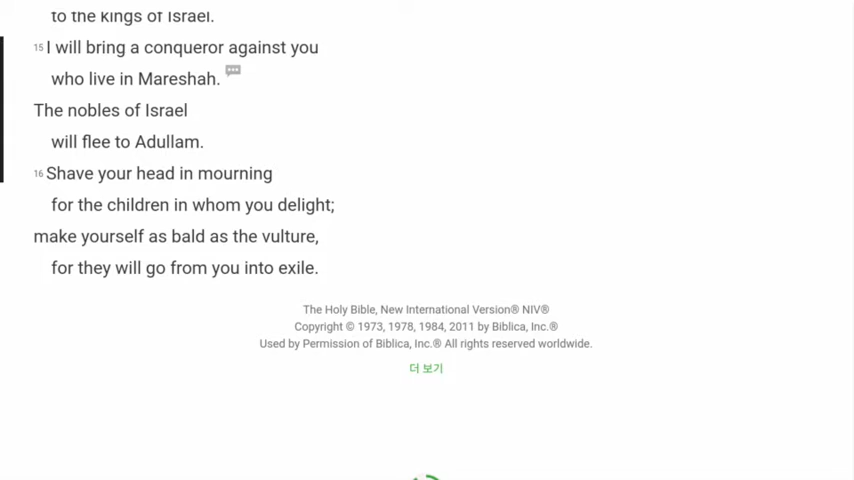 to the kings of Israel.
15 I will bring a conqueror against you
who live in Mareshah.
The nobles of Israel
will flee to Adullam.
16 Shave your head in mourning
for the children in whom you delight;
make yourself as bald as the vulture,
for they will go from you into exile.
The Holy Bible, New International Version® NIV®
Copyright © 1973, 1978, 1984, 2011 by Biblica, Inc.®
Used by Permission of Biblica, Inc.® All rights reserved worldwide.
더 보기